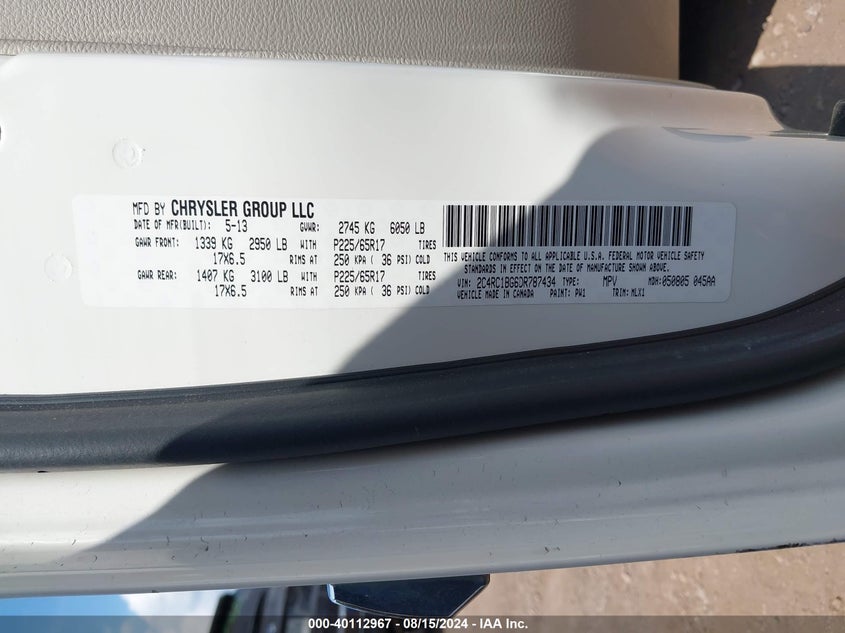 MFD BY CHRYSLER GROUP LLC
DATE OF MFR(BUILT): 5-13 GVWR: 2745 KG 6050 LB
GAWR FRONT: 1339 KG 2950 LB WITH P225/65R17 TIRES
17X6.5 RIMS AT 250 KPA ( 36 PSI) COLD
GAWR REAR: 1407 KG 3100 LB WITH P225/65R17 TIRES
17X6.5 RIMS AT 250 KPA ( 36 PSI) COLD
THIS VEHICLE CONFORMS TO ALL APPLICABLE U.S.A. FEDERAL MOTOR VEHICLE SAFETY
STANDARDS IN EFFECT ON THE DATE OF MANUFACTURE SHOWN ABOVE.
VIN: 2C4RC1BG6DR787434 TYPE: MPV MDH:050805 045AA
VEHICLE MADE IN CANADA PAINT: PW1 TRIM: MLX1
000-40112967 - 08/15/2024 - IAA Inc.